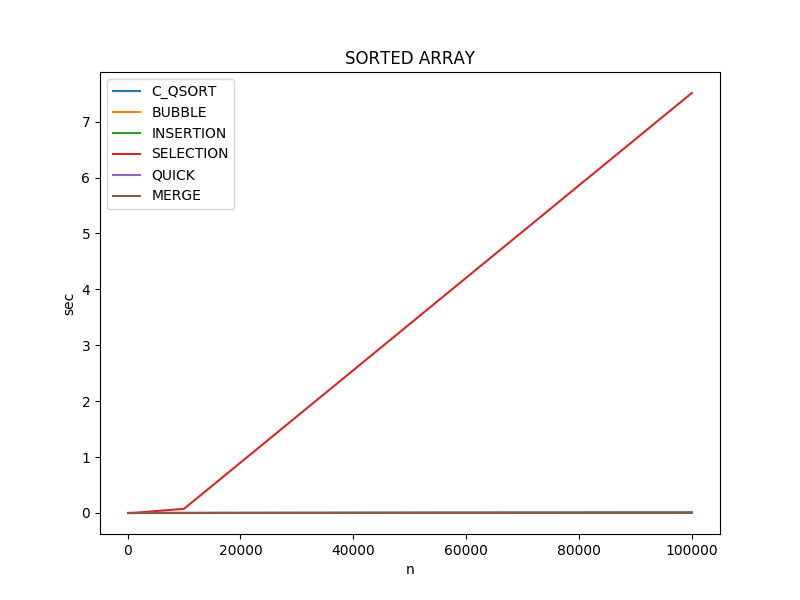 SORTED ARRAY
C_QSORT
BUBBLE
INSERTION
SELECTION
QUICK
MERGE
7
6
5
4
3
2
1
0
sec
0 20000 40000 60000 80000 100000
n